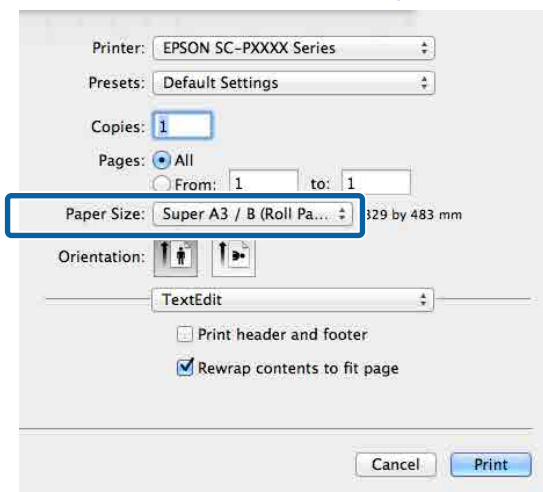 Printer: EPSON SC-PXXXX Series
Presets: Default Settings
Copies: 1
Pages: All
From: 1 to: 1
Paper Size: Super A3 / B (Roll Pa... 329 by 483 mm
Orientation:
TextEdit
Print header and footer
Rewrap contents to fit page
Cancel Print